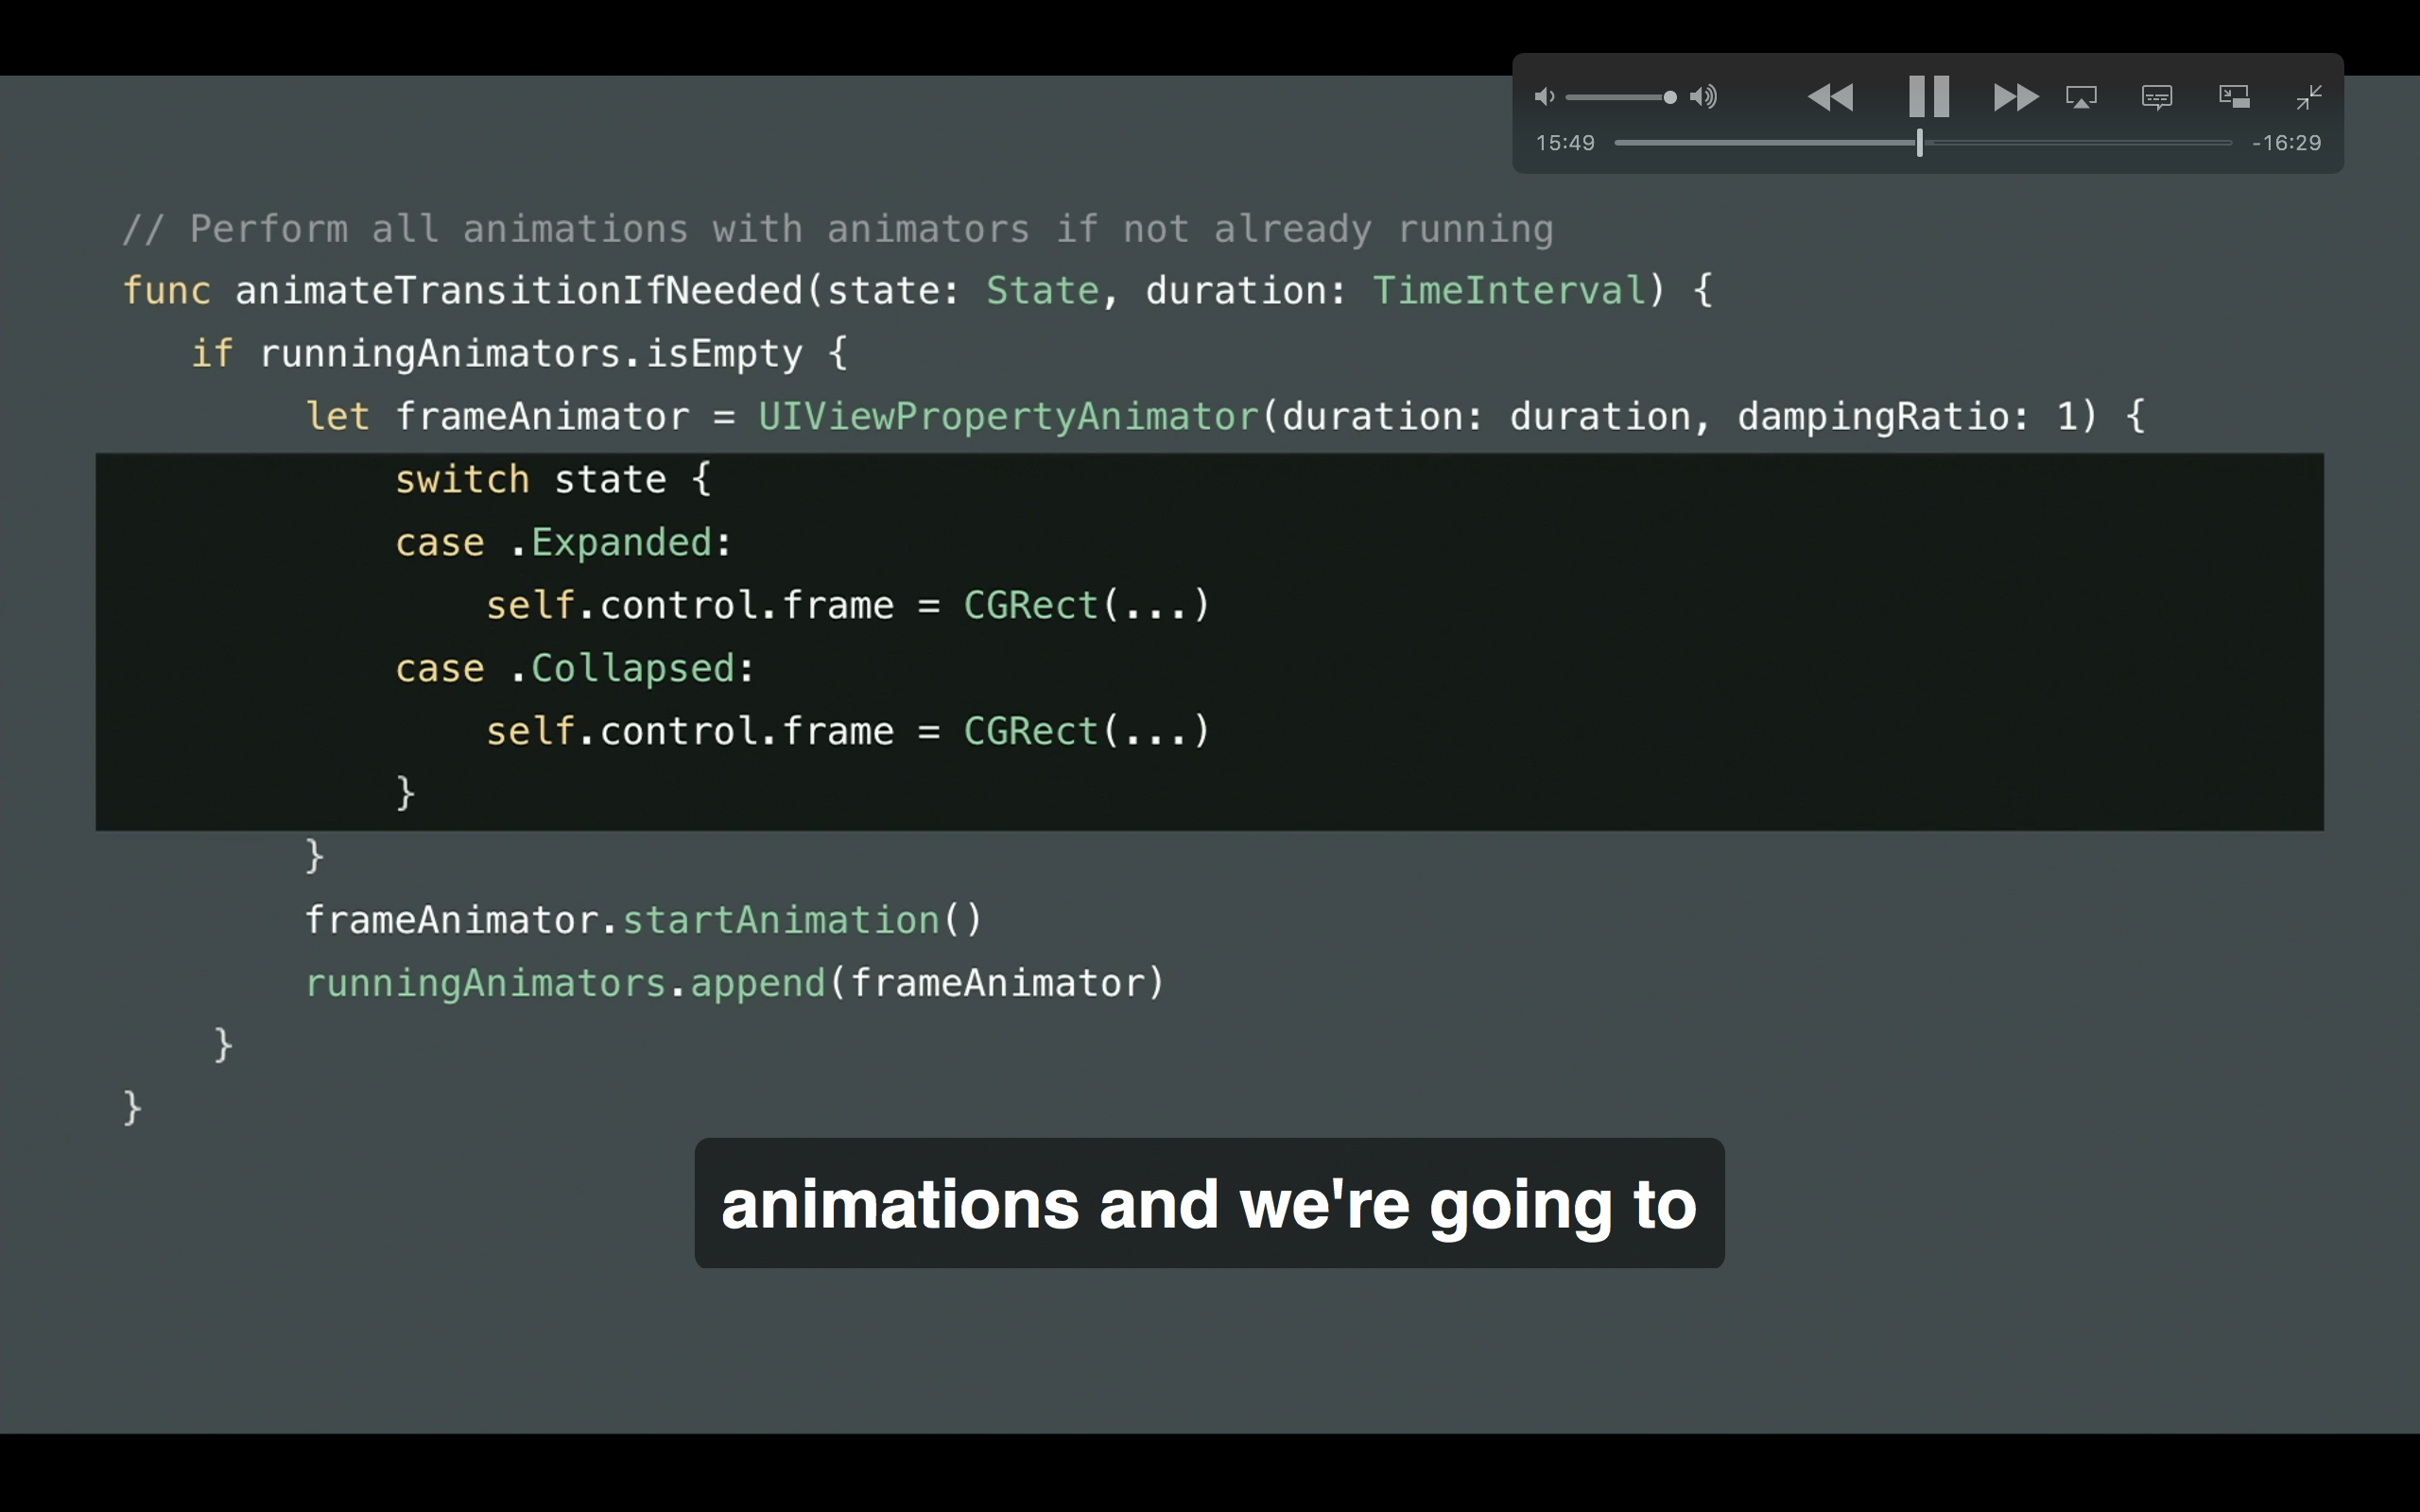 15:49
-16:29
// Perform all animations with animators if not already running
func animateTransitionIfNeeded(state: State, duration: TimeInterval) {
if runningAnimators.isEmpty {
let frameAnimator = UIViewPropertyAnimator(duration: duration, dampingRatio: 1) {
switch state {
case .Expanded:
self.control.frame = CGRect(...)
case .Collapsed:
self.control.frame = CGRect(...)
}
}
frameAnimator.startAnimation()
runningAnimators.append(frameAnimator)
}
}
animations and we're going to